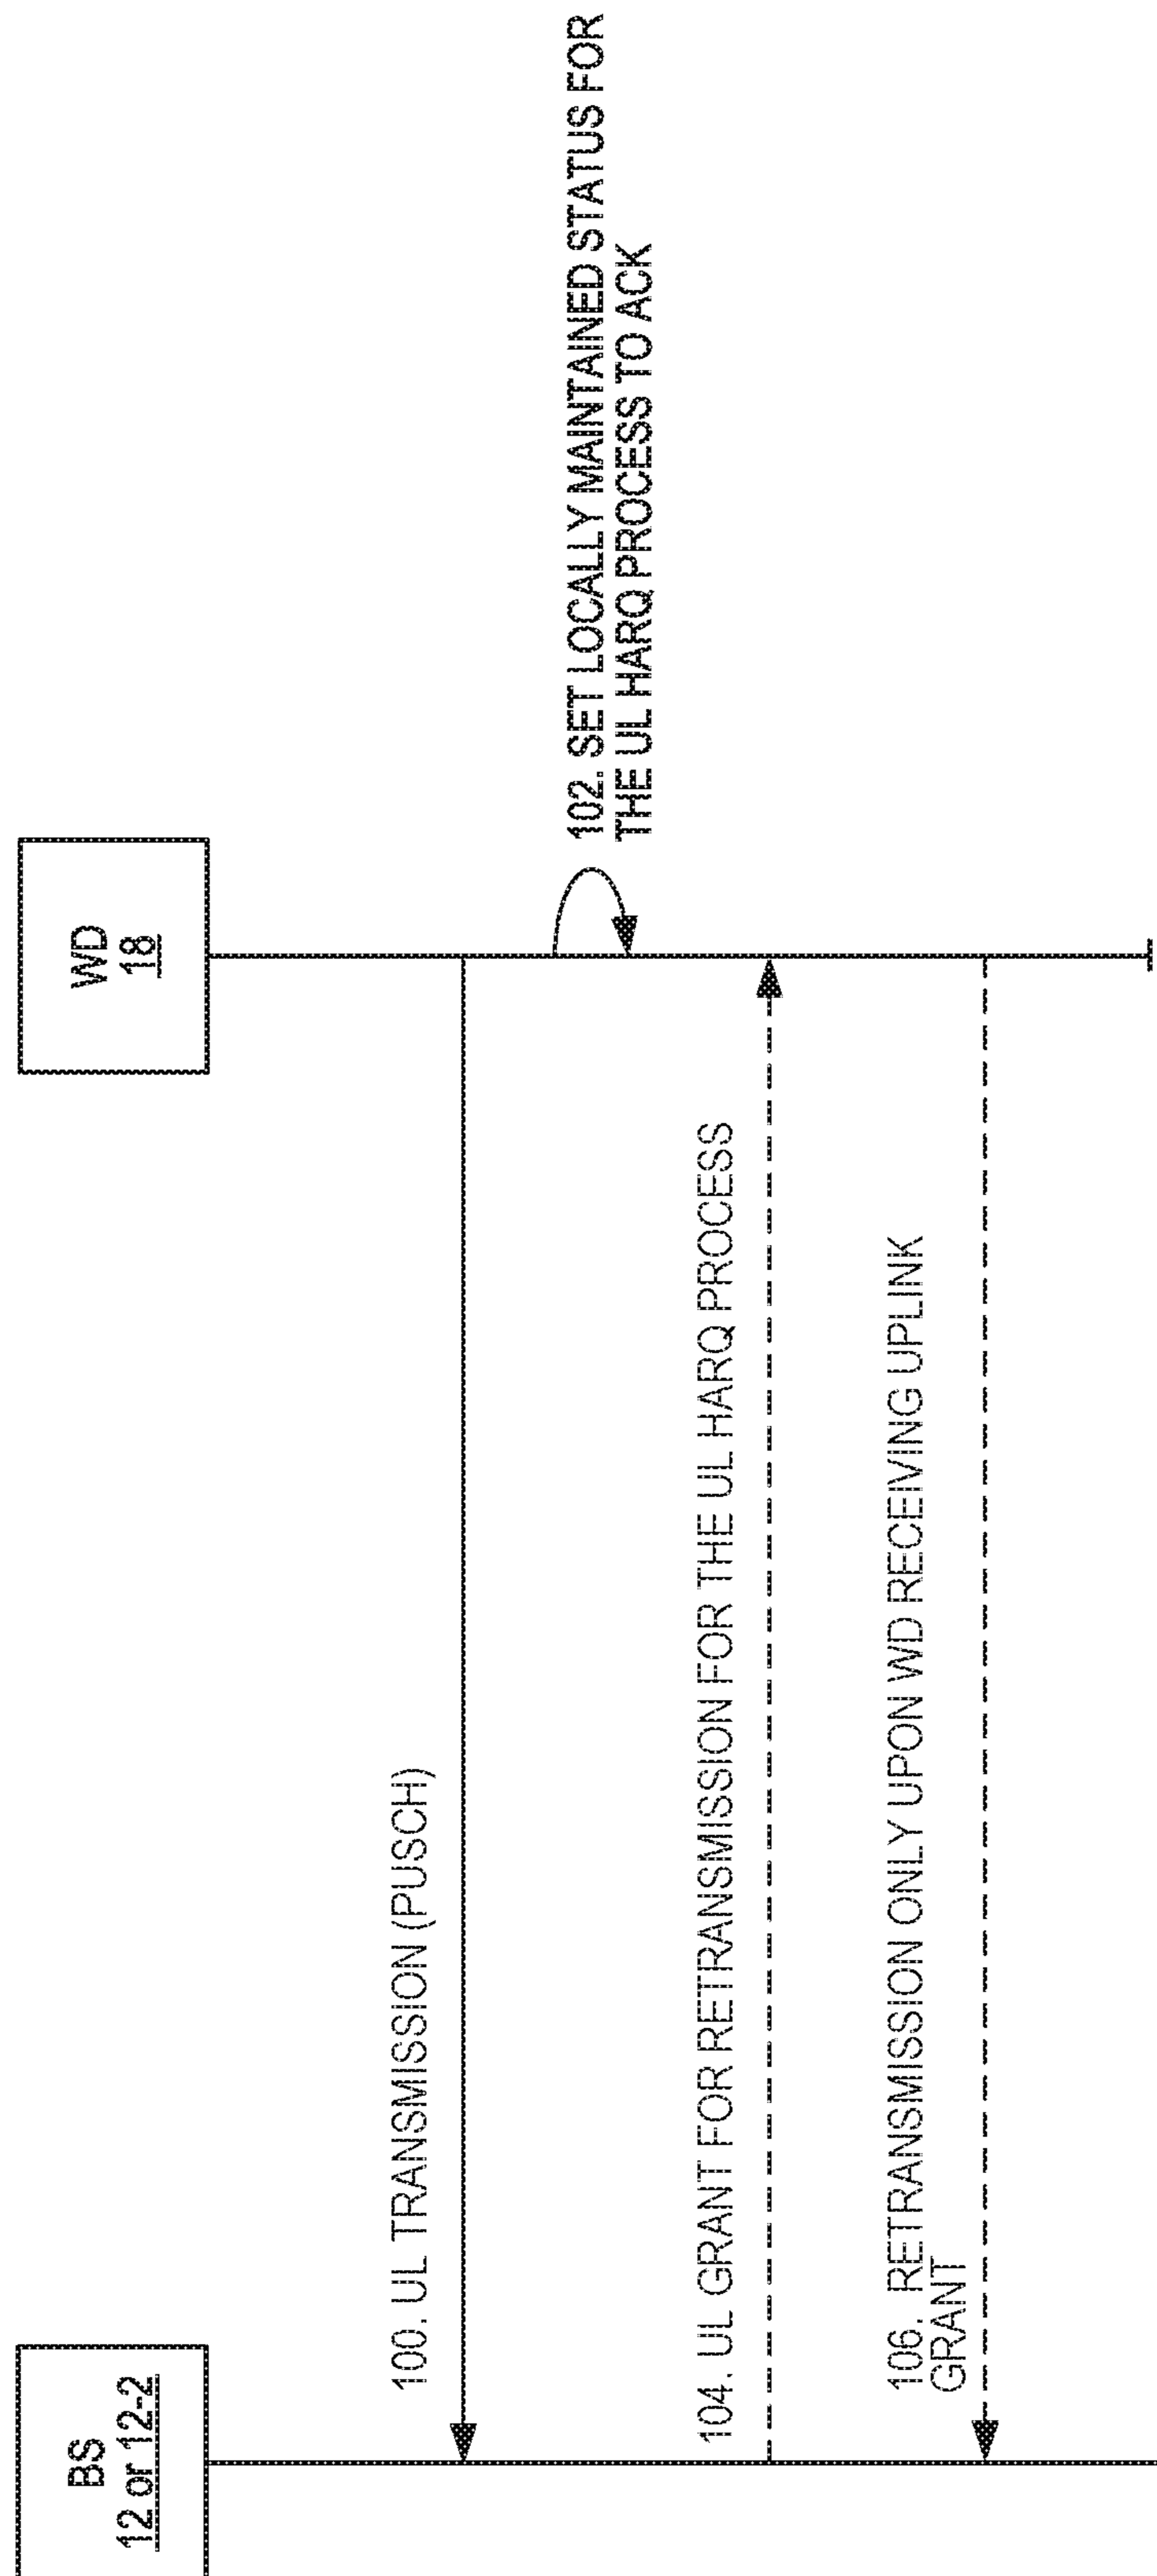 BS
12 or 12-2
WD
18
100. UL TRANSMISSION (PUSCH)
102. SET LOCALLY MAINTAINED STATUS FOR
THE UL HARQ PROCESS TO ACK
104. UL GRANT FOR RETRANSMISSION FOR THE UL HARQ PROCESS
106. RETRANSMISSION ONLY UPON WD RECEIVING UPLINK
GRANT